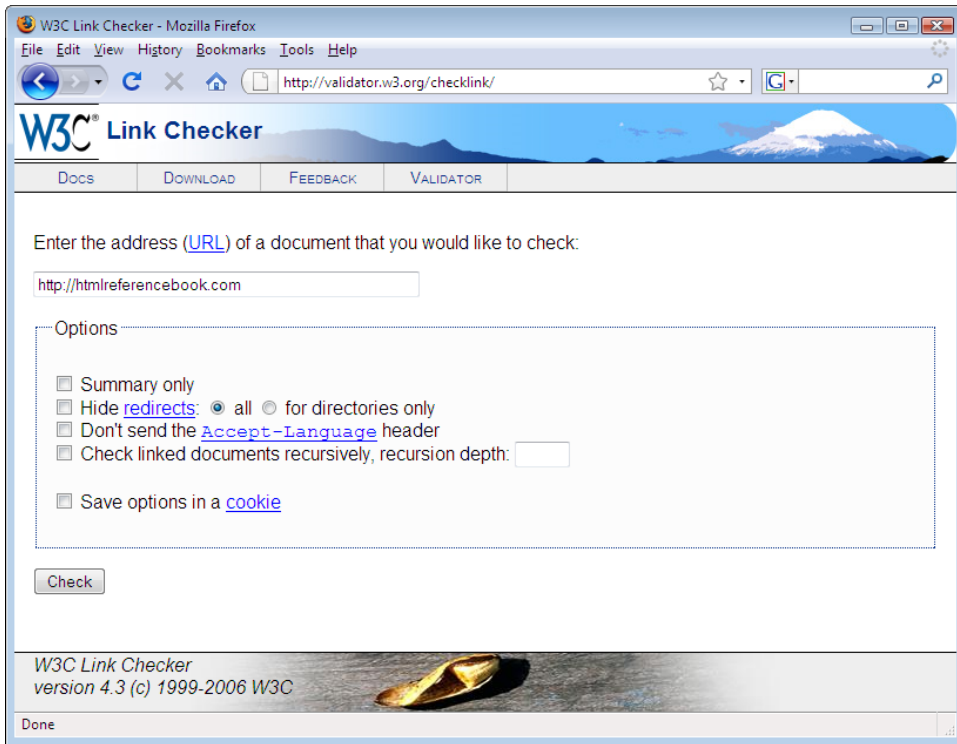 W3C Link Checker - Mozilla Firefox
File Edit View History Bookmarks Tools Help
http://validator.w3.org/checklink/
G
W3C® Link Checker
Docs Download Feedback Validator
Enter the address (URL) of a document that you would like to check:
http://htmlreferencebook.com
Options
Summary only
Hide redirects: all for directories only
Don't send the Accept-Language header
Check linked documents recursively, recursion depth:
Save options in a cookie
Check
W3C Link Checker
version 4.3 (c) 1999-2006 W3C
Done